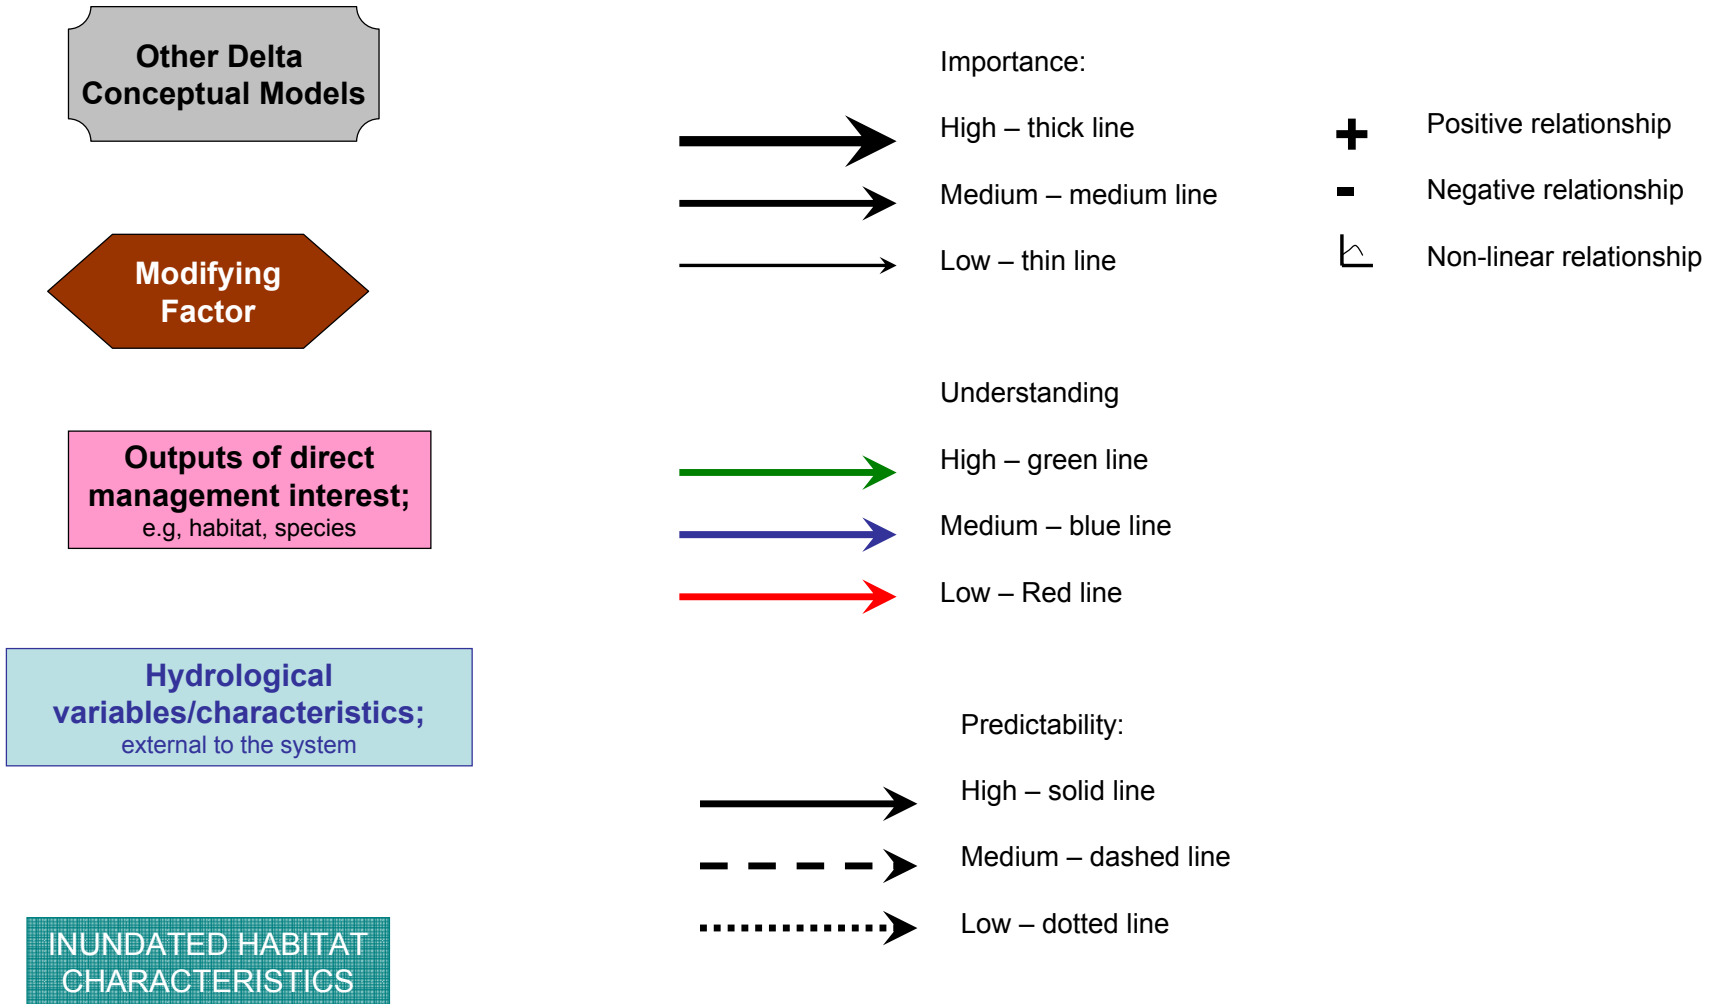 Other Delta
Conceptual Models
Modifying
Factor
Outputs of direct
management interest;
e.g, habitat, species
Hydrological
variables/characteristics;
external to the system
INUNDATED HABITAT
CHARACTERISTICS
Importance:
High – thick line
Medium – medium line
Low – thin line
Understanding
High – green line
Medium – blue line
Low – Red line
Predictability:
High – solid line
Medium – dashed line
Low – dotted line
+ Positive relationship
- Negative relationship
Non-linear relationship